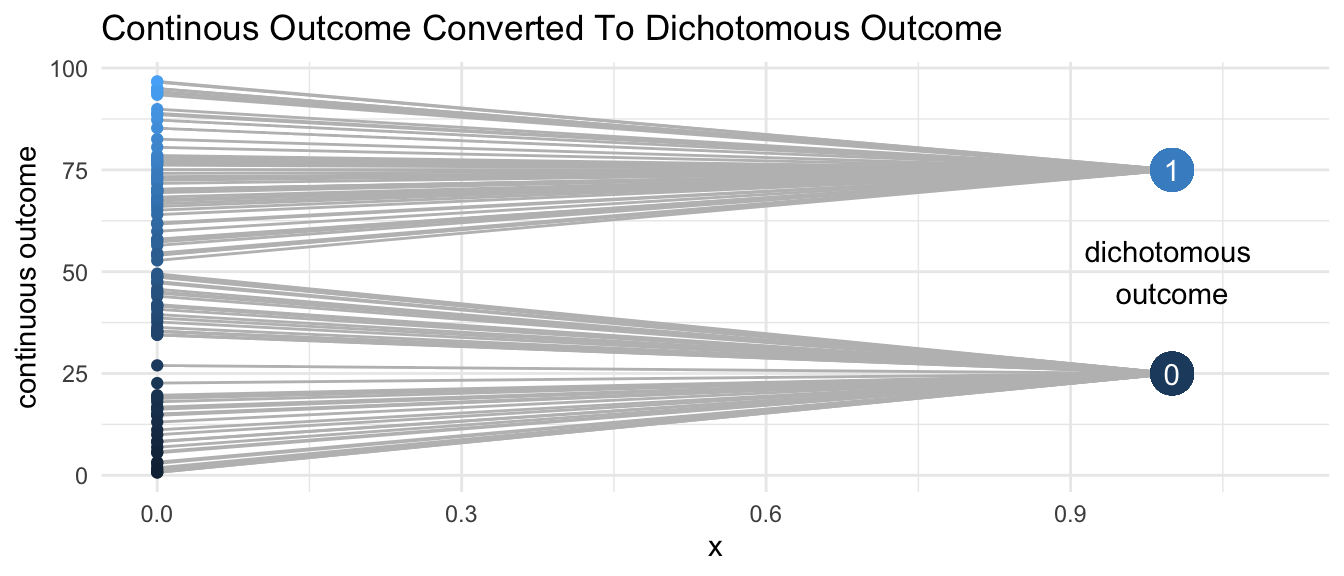 Continous Outcome Converted To Dichotomous Outcome
100
75
50
25
0
continuous outcome
1
dichotomous
outcome
0
0.0
0.3
0.6
0.9
x